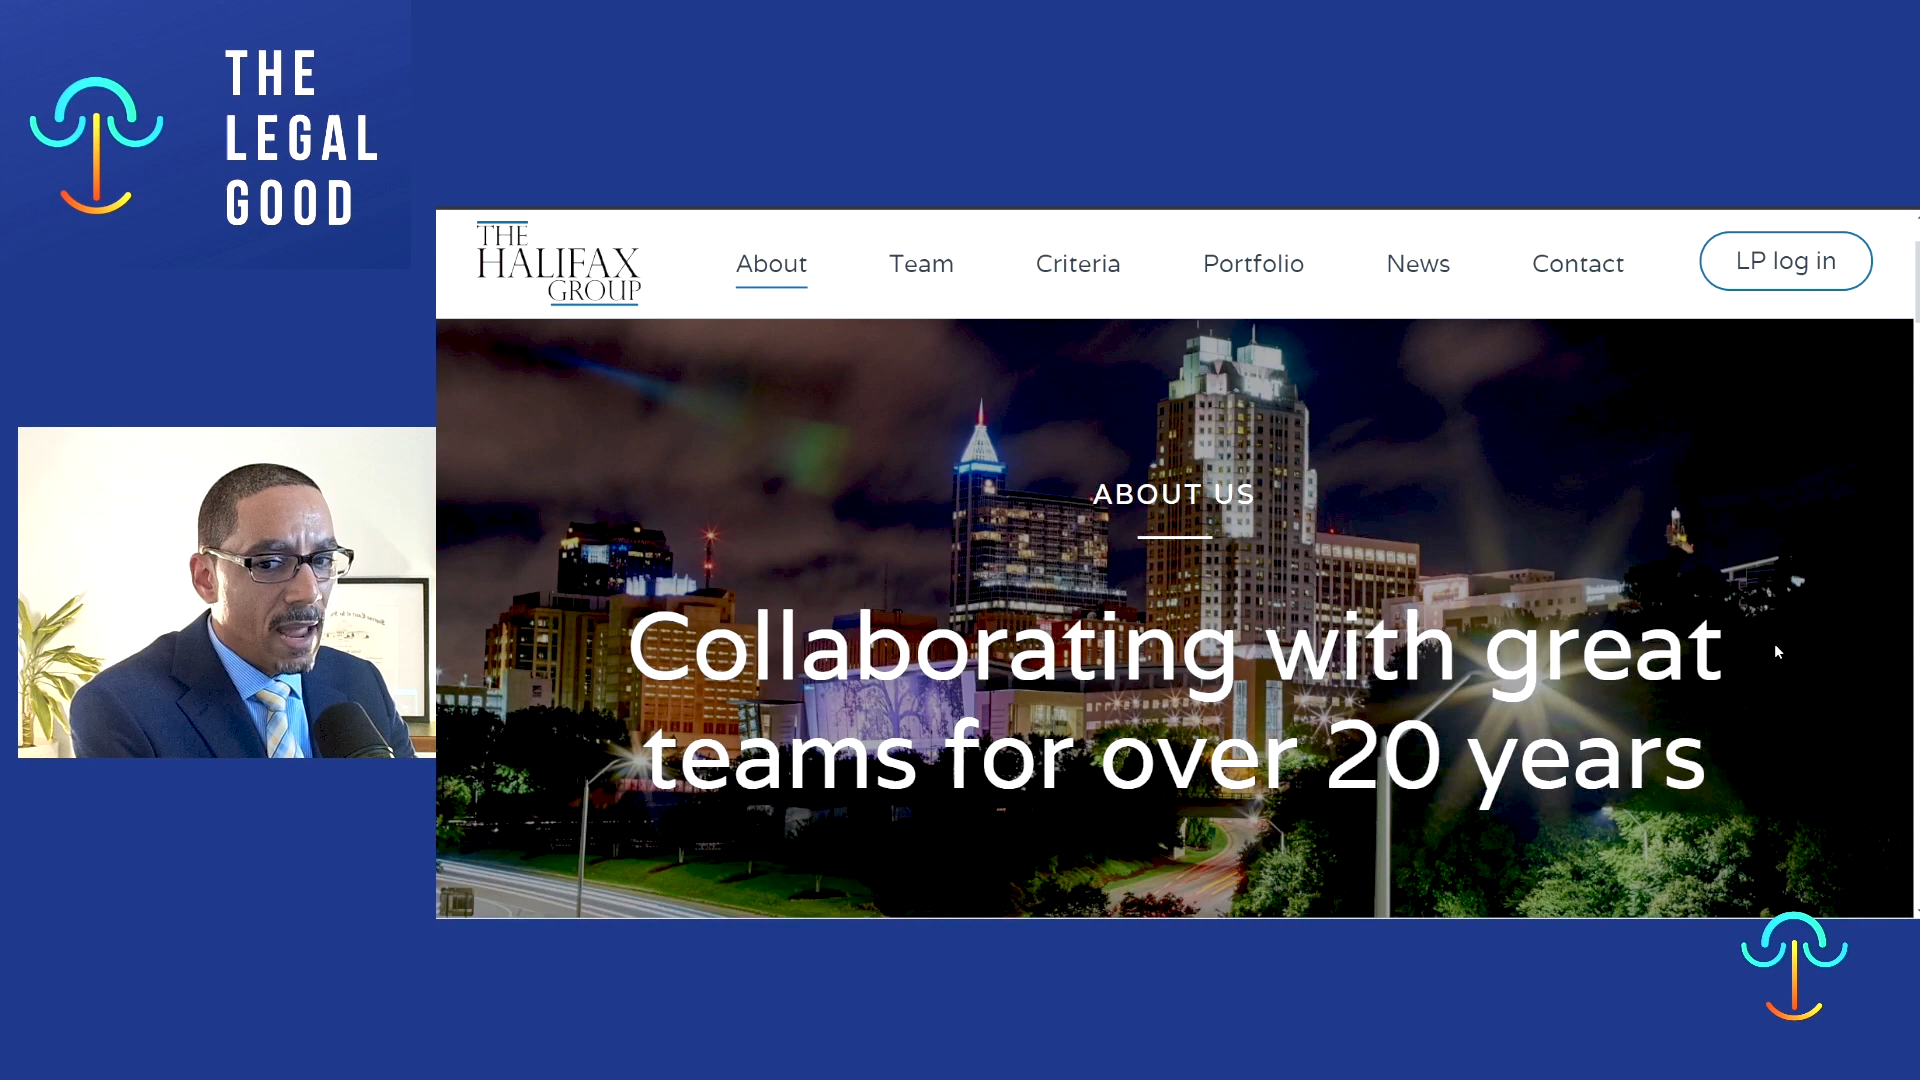 THE
LEGAL
GOOD
THE
HALIFAX
GROUP
About
Team
Criteria
Portfolio
News
Contact
LP log in
ABOUT US
Collaborating with great
teams for over 20 years